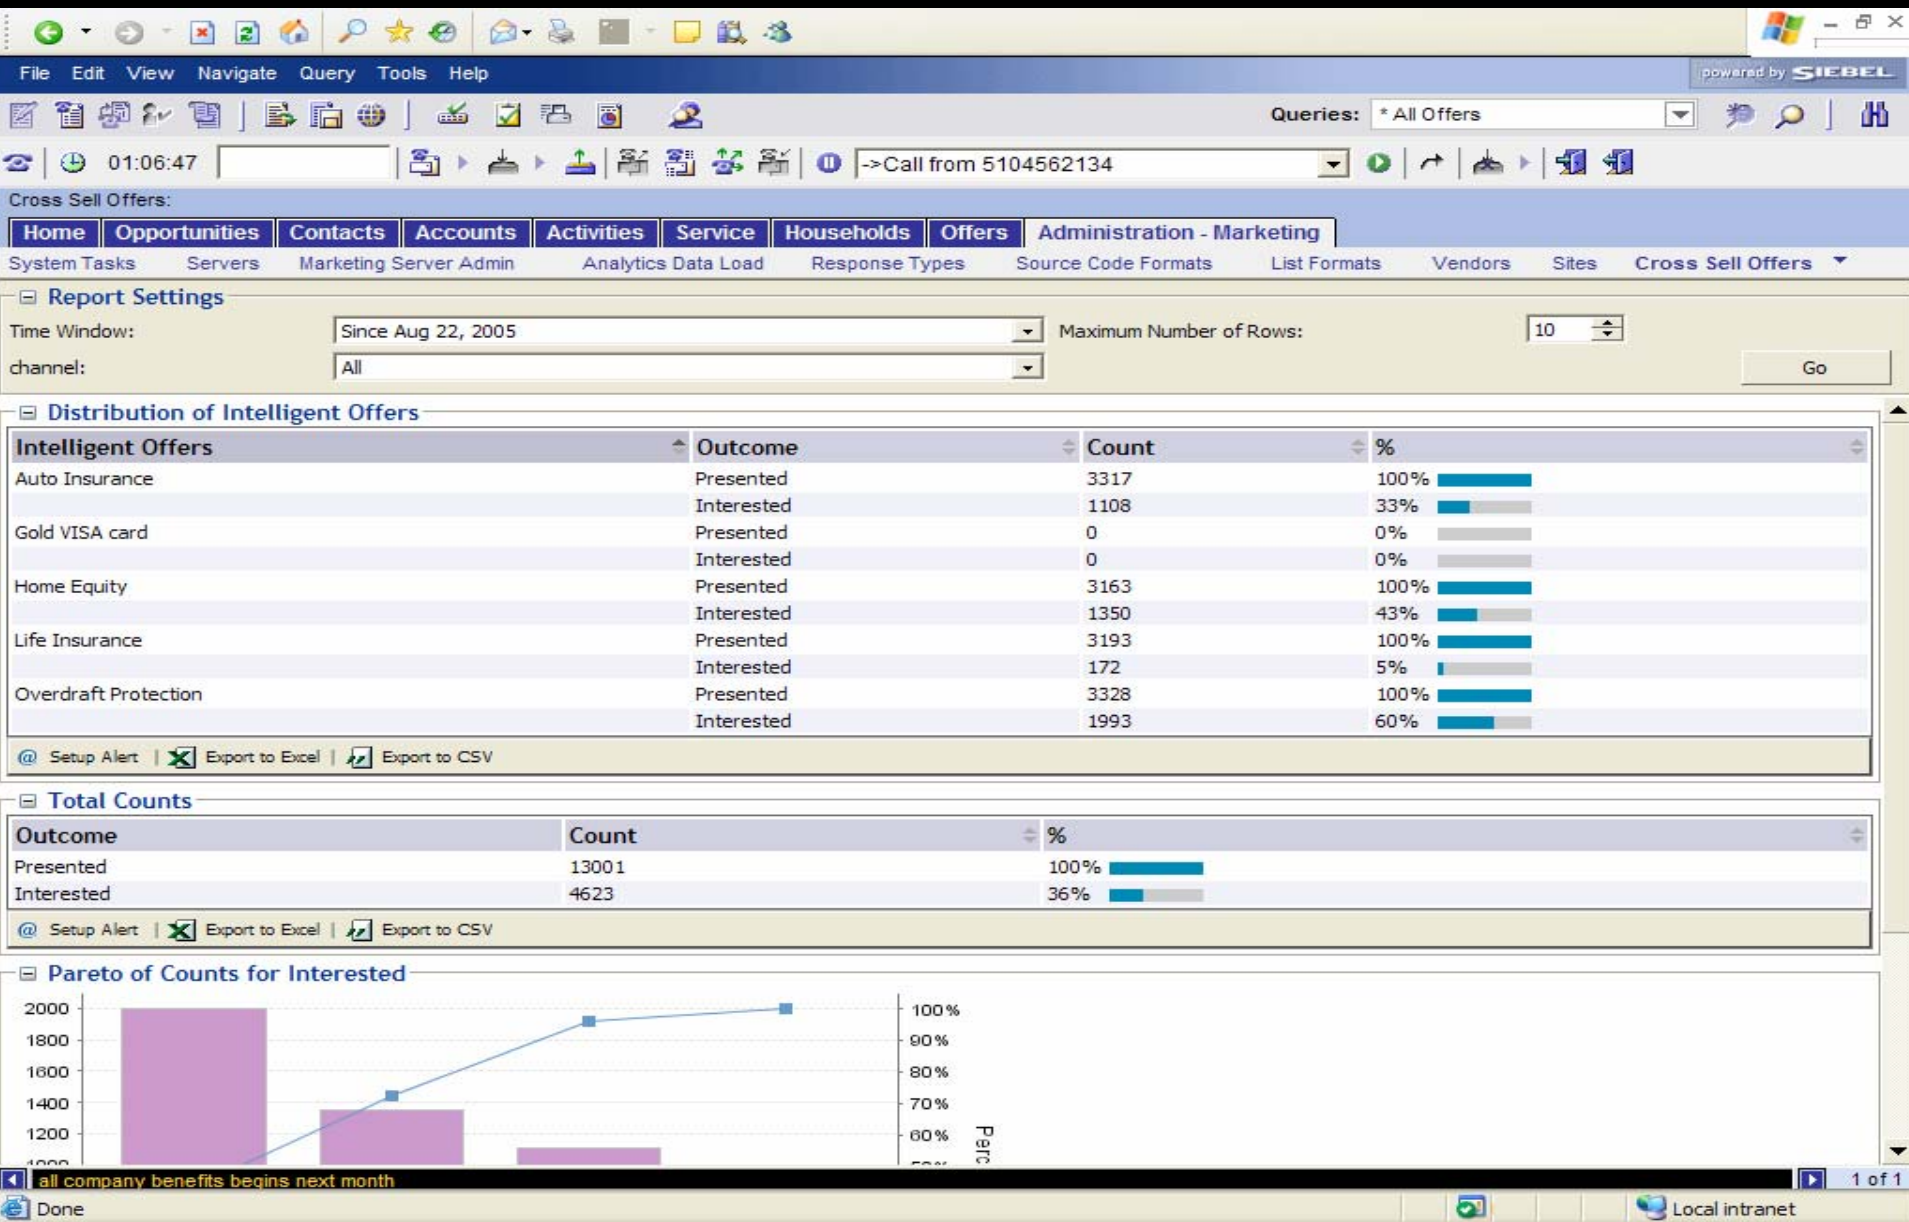 File Edit View Navigate Query Tools Help powered by SIEBEL
Queries: * All Offers
01:06:47 ->Call from 5104562134
Cross Sell Offers:
Home Opportunities Contacts Accounts Activities Service Households Offers Administration - Marketing
System Tasks Servers Marketing Server Admin Analytics Data Load Response Types Source Code Formats List Formats Vendors Sites Cross Sell Offers
Report Settings
Time Window: Since Aug 22, 2005 Maximum Number of Rows: 10
channel: All Go
Distribution of Intelligent Offers
Intelligent Offers Outcome Count %
Auto Insurance Presented 3317 100%
Interested 1108 33%
Gold VISA card Presented 0 0%
Interested 0 0%
Home Equity Presented 3163 100%
Interested 1350 43%
Life Insurance Presented 3193 100%
Interested 172 5%
Overdraft Protection Presented 3328 100%
Interested 1993 60%
@ Setup Alert | Export to Excel | Export to CSV
Total Counts
Outcome Count %
Presented 13001 100%
Interested 4623 36%
@ Setup Alert | Export to Excel | Export to CSV
Pareto of Counts for Interested
2000 100%
1800 90%
1600 80%
1400 70%
1200 60%
Perc
all company benefits begins next month 1 of 1
Done Local intranet